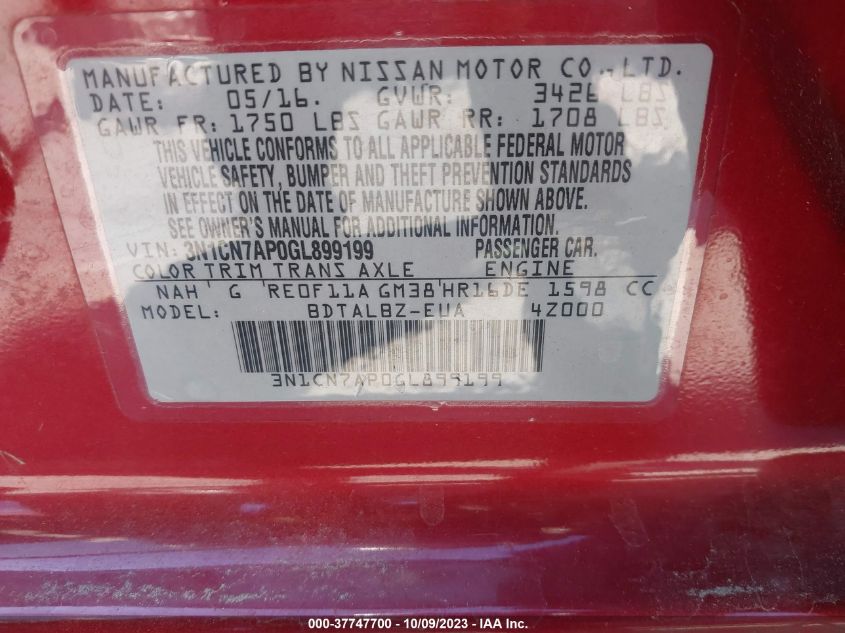 MANUFACTURED BY NISSAN MOTOR CO., LTD.
DATE: 05/16. GVWR: 3426 LBS
GAWR FR: 1750 LBS GAWR RR: 1708 LBS
THIS VEHICLE CONFORMS TO ALL APPLICABLE FEDERAL MOTOR
VEHICLE SAFETY, BUMPER AND THEFT PREVENTION STANDARDS
IN EFFECT ON THE DATE OF MANUFACTURE SHOWN ABOVE.
SEE OWNER'S MANUAL FOR ADDITIONAL INFORMATION.
VIN: 3N1CN7AP0GL899199 PASSENGER CAR.
COLOR TRIM TRANS AXLE ENGINE
NAH G RE0F11A GM38 HR16DE 1598 CC
MODEL: BDTALBZ-EUA 4Z000
3N1CN7AP0GL899199
000-37747700 - 10/09/2023 - IAA Inc.